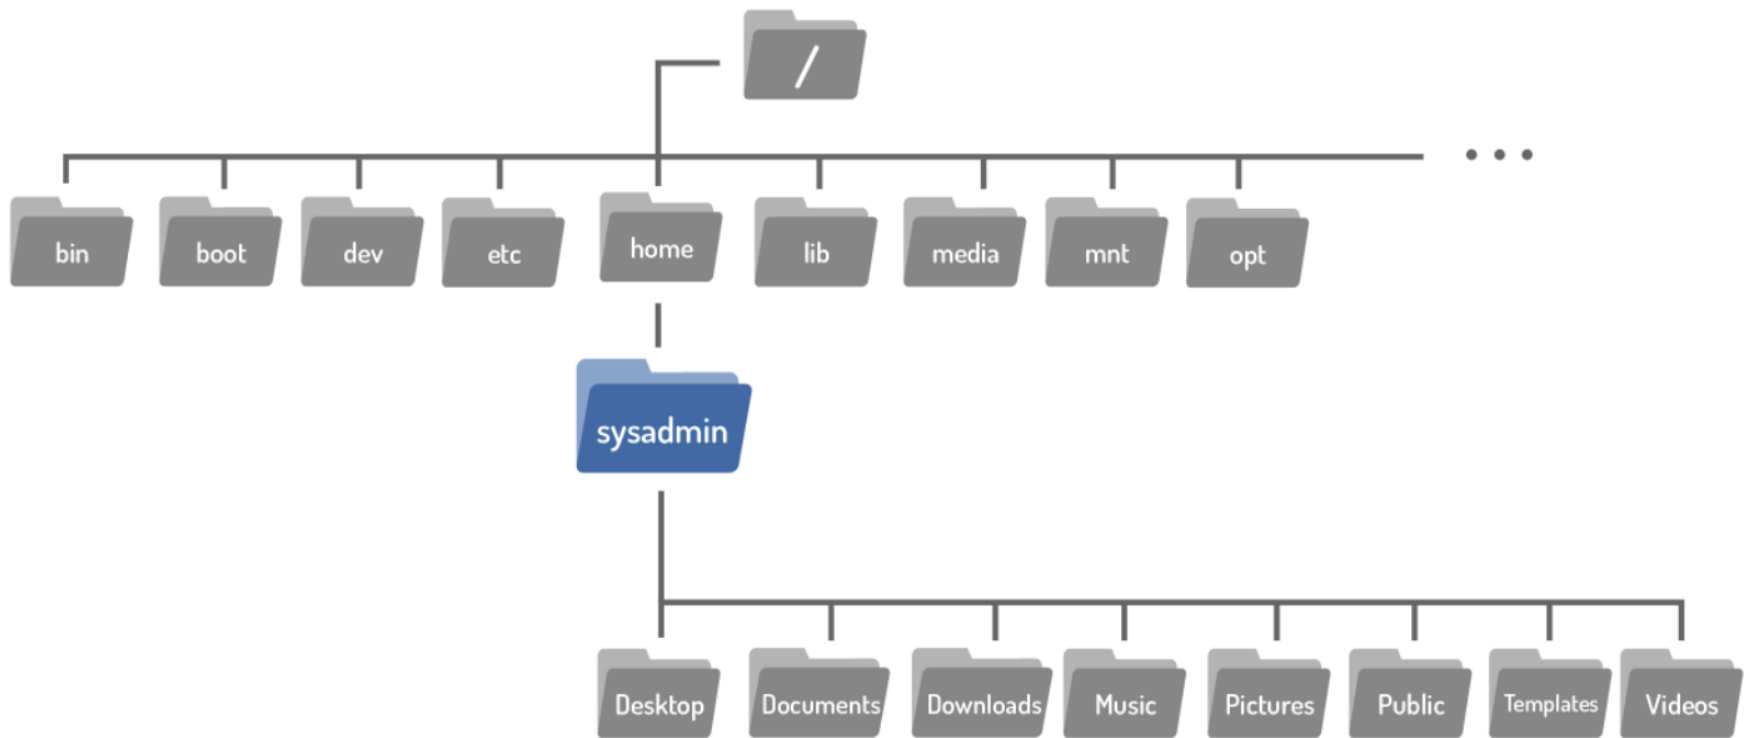 /
bin
boot
dev
etc
home
lib
media
mnt
opt
sysadmin
Desktop
Documents
Downloads
Music
Pictures
Public
Templates
Videos